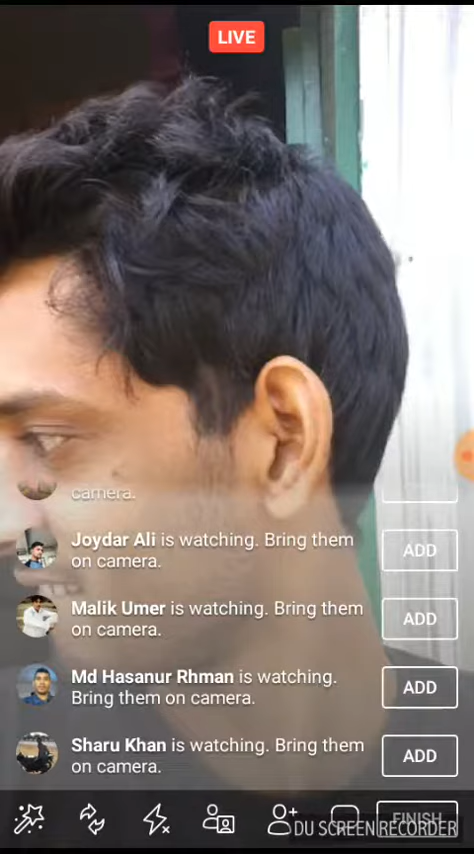 LIVE
camera.
Joydar Ali is watching. Bring them
on camera.
ADD
Malik Umer is watching. Bring them
on camera.
ADD
Md Hasanur Rhman is watching.
Bring them on camera.
ADD
Sharu Khan is watching. Bring them
on camera.
ADD
FINISH
DU SCREEN RECORDER